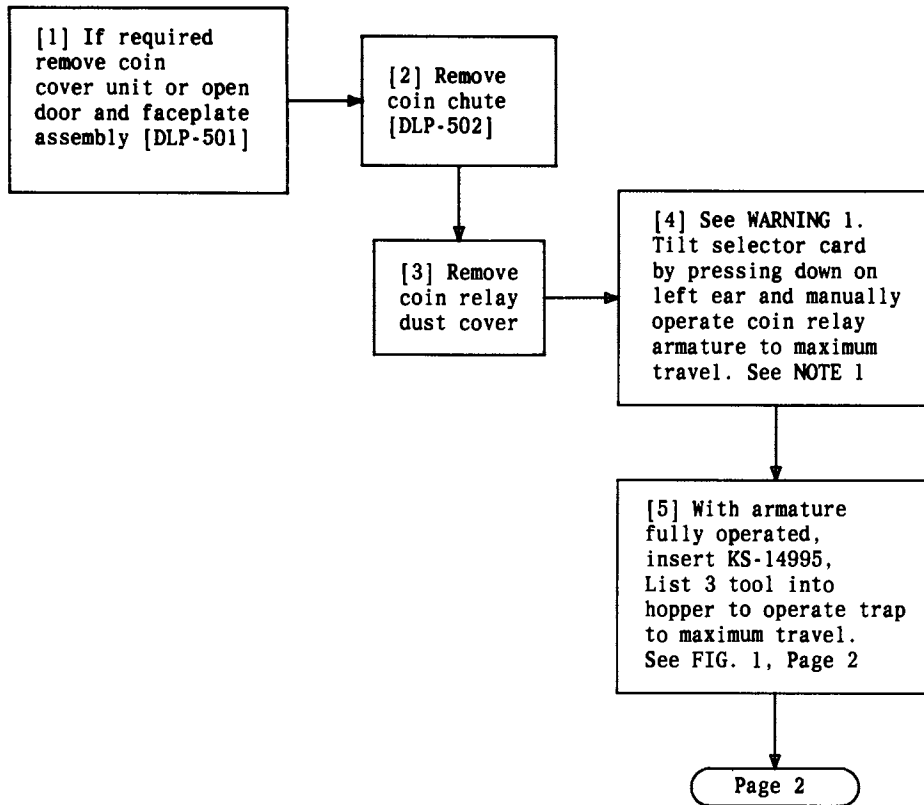 [1] If required
remove coin
cover unit or open
door and faceplate
assembly [DLP-501]
[2] Remove
coin chute
[DLP-502]
[3] Remove
coin relay
dust cover
[4] See WARNING 1.
Tilt selector card
by pressing down on
left ear and manually
operate coin relay
armature to maximum
travel. See NOTE 1
[5] With armature
fully operated,
insert KS-14995,
List 3 tool into
hopper to operate trap
to maximum travel.
See FIG. 1, Page 2
Page 2